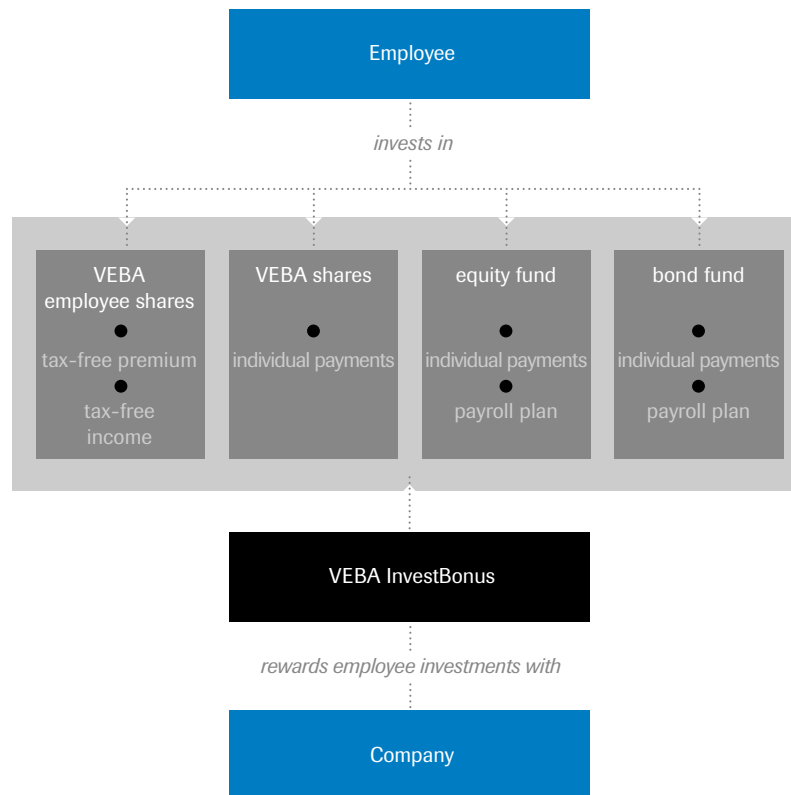 Employee
invests in
VEBA
employee shares
tax-free premium
tax-free
income
VEBA shares
individual payments
equity fund
individual payments
payroll plan
bond fund
individual payments
payroll plan
VEBA InvestBonus
rewards employee investments with
Company